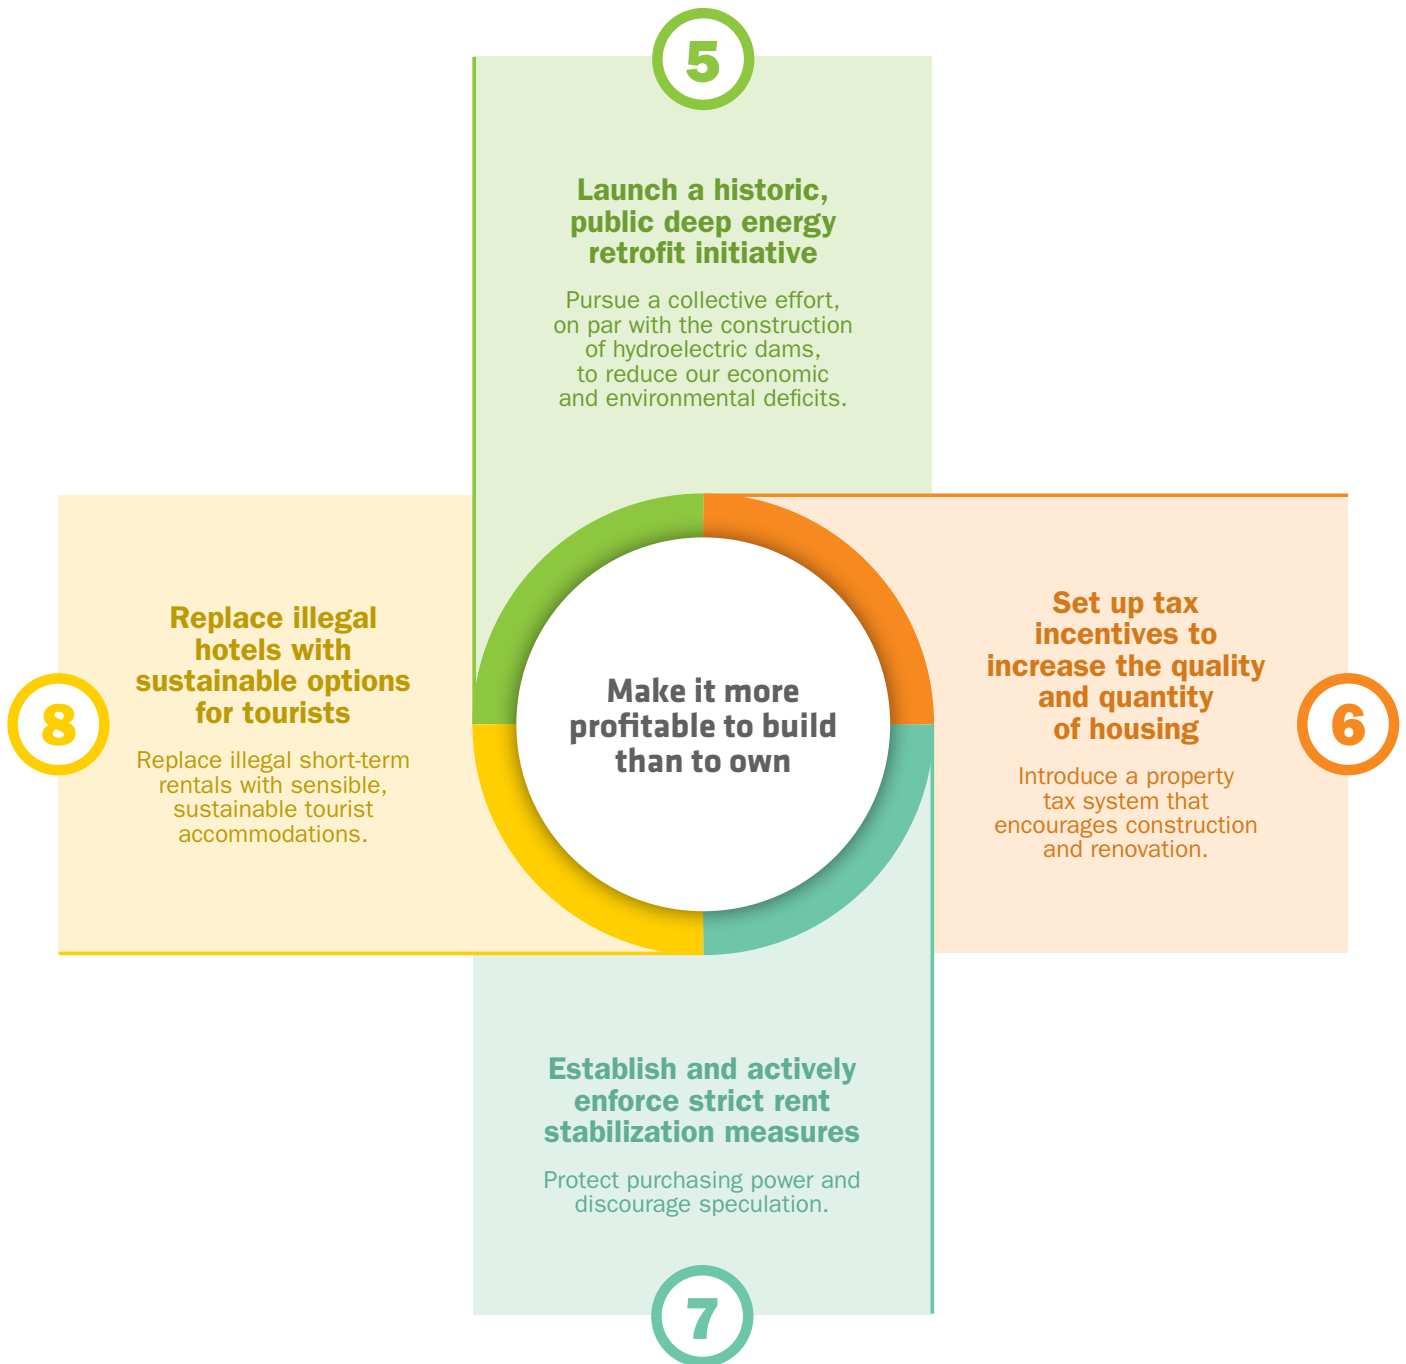 5
Launch a historic,
public deep energy
retrofit initiative
Pursue a collective effort,
on par with the construction
of hydroelectric dams,
to reduce our economic
and environmental deficits.
Make it more
profitable to build
than to own
Set up tax
incentives to
increase the quality
and quantity
of housing
Introduce a property
tax system that
encourages construction
and renovation.
6
Establish and actively
enforce strict rent
stabilization measures
Protect purchasing power and
discourage speculation.
7
Replace illegal
hotels with
sustainable options
for tourists
Replace illegal short-term
rentals with sensible,
sustainable tourist
accommodations.
8